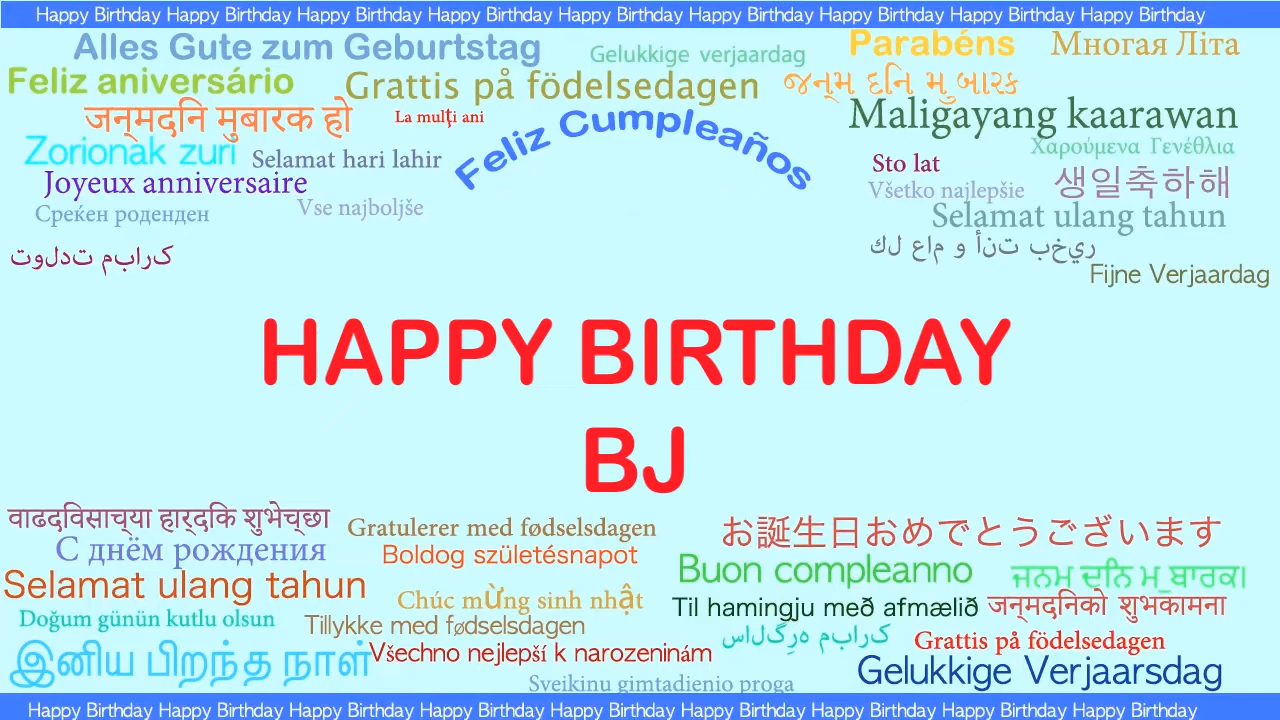 Happy Birthday Happy Birthday Happy Birthday Happy Birthday Happy Birthday Happy Birthday Happy Birthday Happy Birthday Happy Birthday
Alles Gute zum Geburtstag
Gelukkige verjaardag
Parabéns
Многая Літа
Feliz aniversário
Grattis på födelsedagen
જન્મ દિન મુબારક
जन्मदिन मुबारक हो
La mulţi ani
Feliz Cumpleaños
Maligayang kaarawan
Zorionak zuri
Selamat hari lahir
Χαρούμενα Γενέθλια
Sto lat
Joyeux anniversaire
Všetko najlepšie
생일축하해
Среќен роденден
Vse najboljše
Selamat ulang tahun
تولدت مبارک
كل عام و أنت بخير
Fijne Verjaardag
HAPPY BIRTHDAY
BJ
वाढदिवसाच्या हार्दिक शुभेच्छा
Gratulerer med fødselsdagen
お誕生日おめでとうございます
С днём рождения
Boldog születésnapot
Buon compleanno
ਜਨਮ ਦਿਨ ਮੁਬਾਰਕ।
Selamat ulang tahun
Chúc mừng sinh nhật
Til hamingju með afmælið
जन्मदिनको शुभकामना
Doğum günün kutlu olsun
Tillykke med fødselsdagen
سالگِرہ مبارک
Grattis på födelsedagen
இனிய பிறந்த நாள்
Všechno nejlepší k narozeninám
Gelukkige Verjaarsdag
Sveikinu gimtadienio proga
Happy Birthday Happy Birthday Happy Birthday Happy Birthday Happy Birthday Happy Birthday Happy Birthday Happy Birthday Happy Birthday